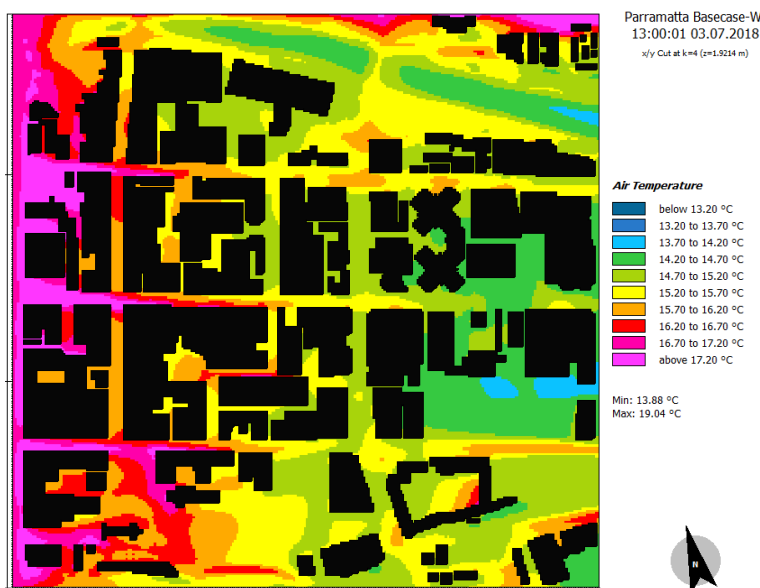 Parramatta Basecase-W
13:00:01 03.07.2018
x/y Cut at k=4 (z=1.9214 m)
Air Temperature
below 13.20 °C
13.20 to 13.70 °C
13.70 to 14.20 °C
14.20 to 14.70 °C
14.70 to 15.20 °C
15.20 to 15.70 °C
15.70 to 16.20 °C
16.20 to 16.70 °C
16.70 to 17.20 °C
above 17.20 °C
Min: 13.88 °C
Max: 19.04 °C
N